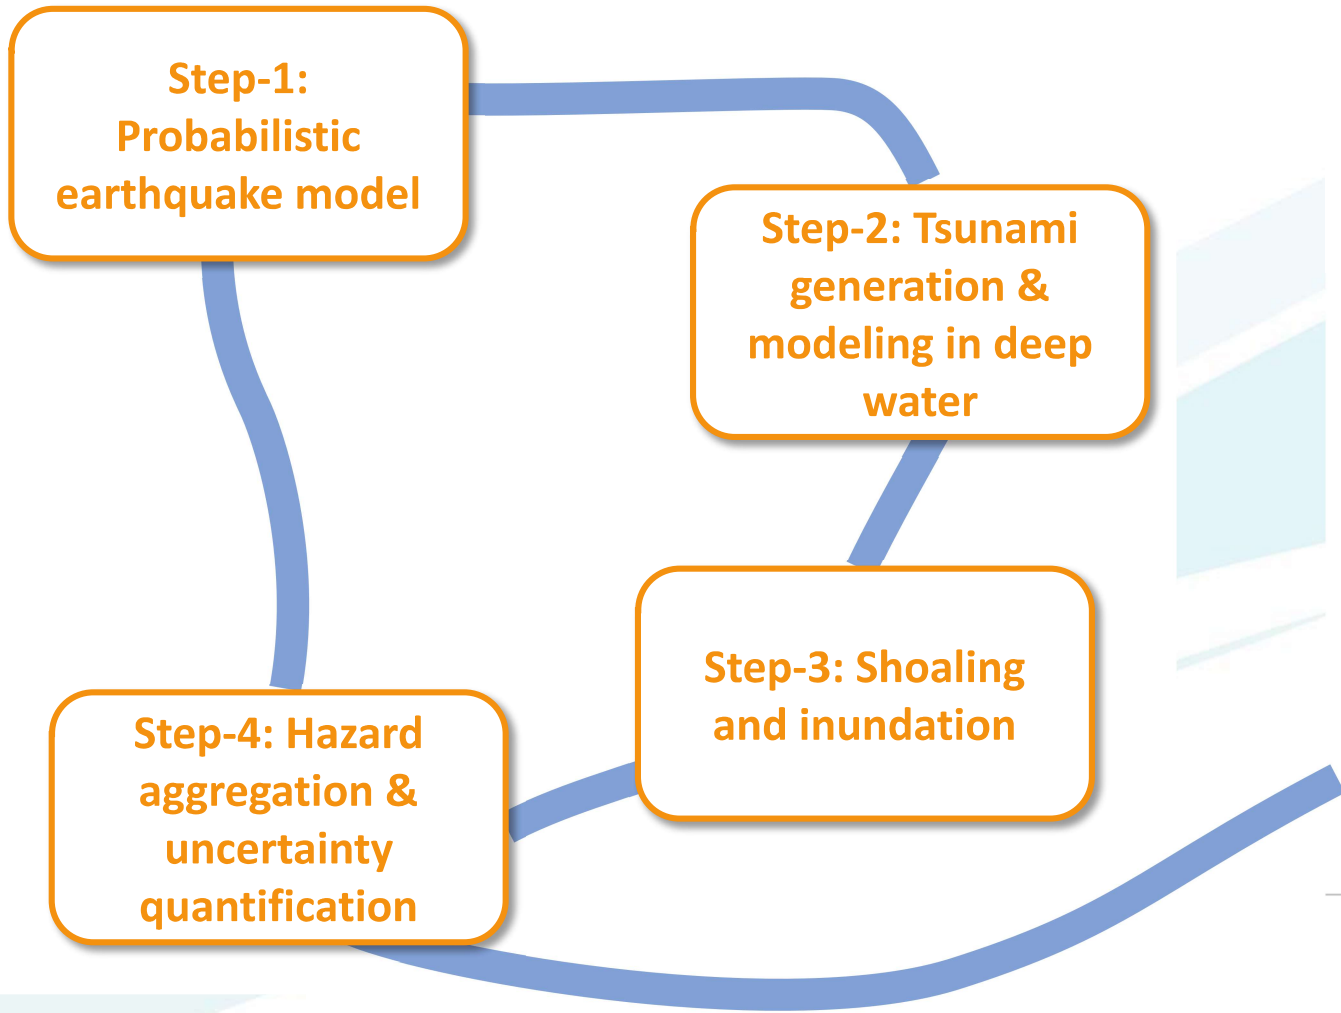 Step-1:
Probabilistic
earthquake model
Step-2: Tsunami
generation &
modeling in deep
water
Step-3: Shoaling
and inundation
Step-4: Hazard
aggregation &
uncertainty
quantification